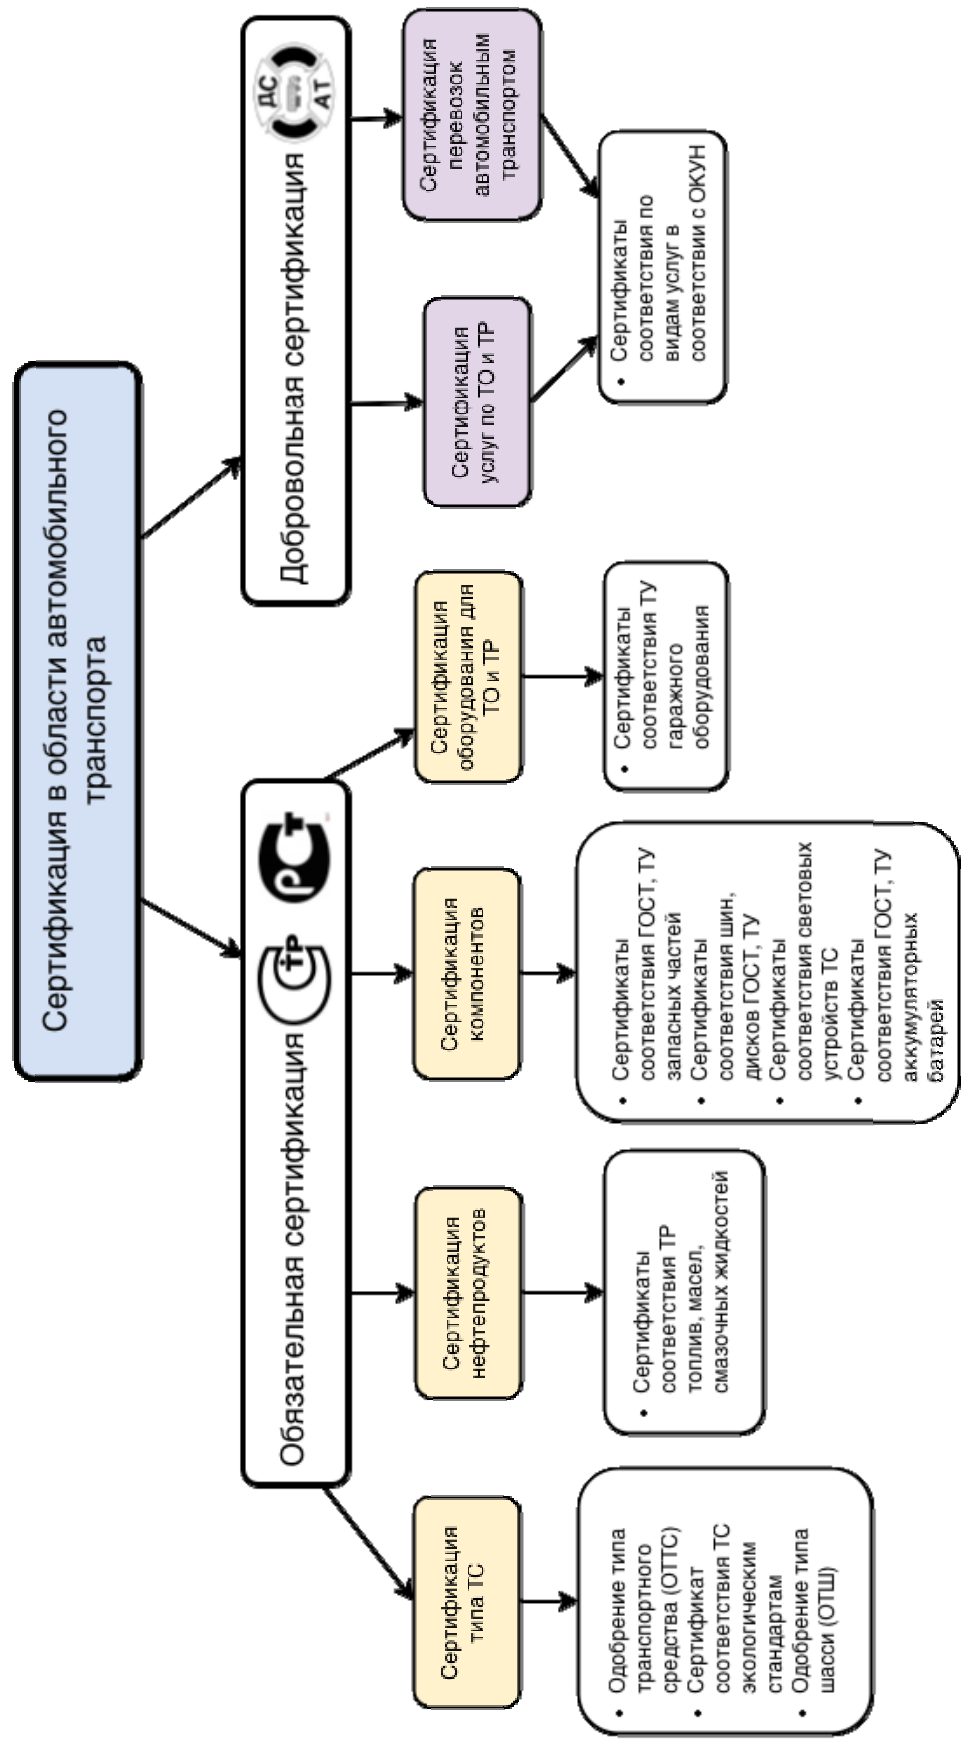 Сертификация в области автомобильного
транспорта
Обязательная сертификация
СТР
РСТ
Добровольная сертификация
ДС
АТ
Сертификация
типа ТС
Сертификация
нефтепродуктов
Сертификация
компонентов
Сертификация
оборудования для
ТО и ТР
Сертификация
услуг по ТО и ТР
Сертификация
перевозок
автомобильным
транспортом
• Одобрение типа
транспортного
средства (ОТТС)
• Сертификат
соответствия ТС
экологическим
стандартам
• Одобрение типа
шасси (ОТШ)
• Сертификаты
соответствия ТР
топлив, масел,
смазочных жидкостей
• Сертификаты
соответствия ГОСТ, ТУ
запасных частей
• Сертификаты
соответствия шин,
дисков ГОСТ, ТУ
• Сертификаты
соответствия световых
устройств ТС
• Сертификаты
соответствия ГОСТ, ТУ
аккумуляторных
батарей
• Сертификаты
соответствия ТУ
гаражного
оборудования
• Сертификаты
соответствия по
видам услуг в
соответствии с ОКУН